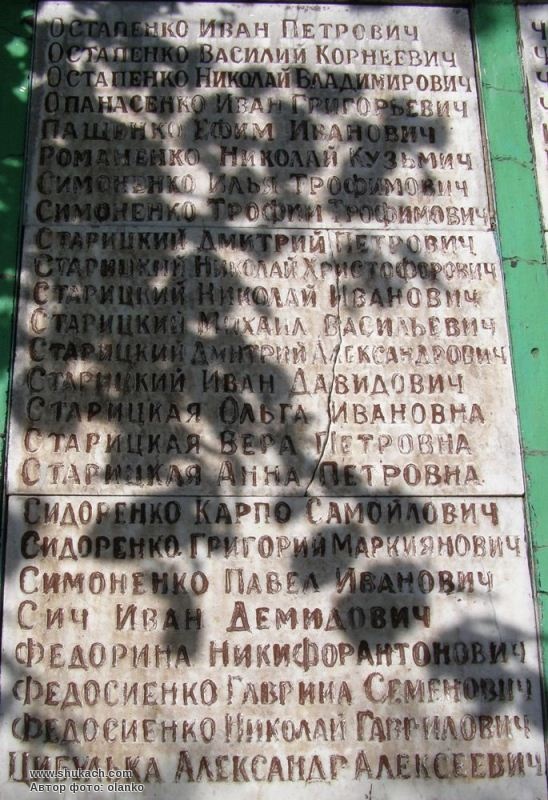 Остапенко Иван Петрович
Остапенко Василий Корнеевич
Остапенко Николай Владимирович
Опанасенко Иван Григорьевич
Пащенко Ефим Иванович
Романенко Николай Кузьмич
Симоненко Илья Трофимович
Симоненко Трофим Трофимович
Старицкий Дмитрий Петрович
Старицкий Николай Христофорович
Старицкий Николай Иванович
Старицкий Михаил Васильевич
Старицкий Дмитрий Александрович
Старицкий Иван Давидович
Старицкая Ольга Ивановна
Старицкая Вера Петровна
Старицкая Анна Петровна
Сидоренко Карпо Самойлович
Сидоренко Григорий Маркиянович
Симоненко Павел Иванович
Сич Иван Демидович
Федорина Никифор Антонович
Федосиенко Гаврила Семенович
Федосиенко Николай Гаврилович
Цибулька Александр Алексеевич
www.shukach.com
Автор фото: olanko